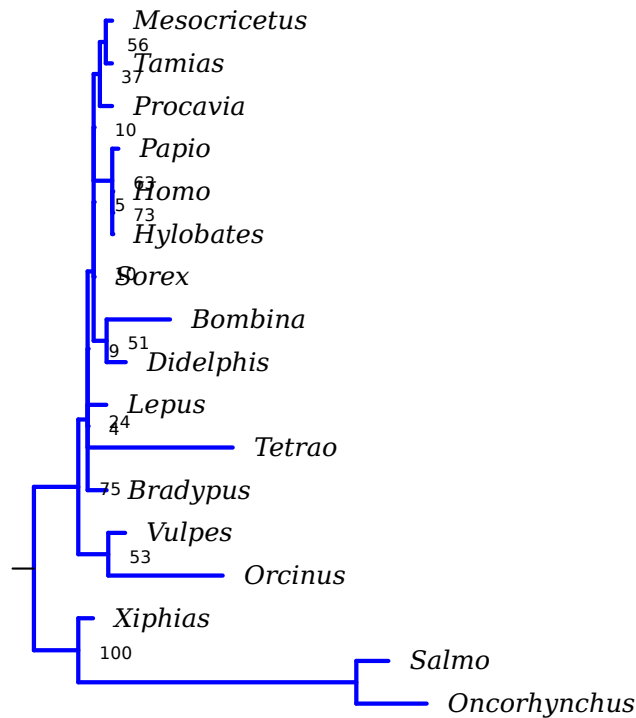 Mesocricetus
56
Tamias
37
Procavia
10
Papio
63
Homo
5
73
Hylobates
Sorex
10
Bombina
51
9
Didelphis
Lepus
24
4
Tetrao
75
Bradypus
Vulpes
53
Orcinus
Xiphias
100
Salmo
Oncorhynchus